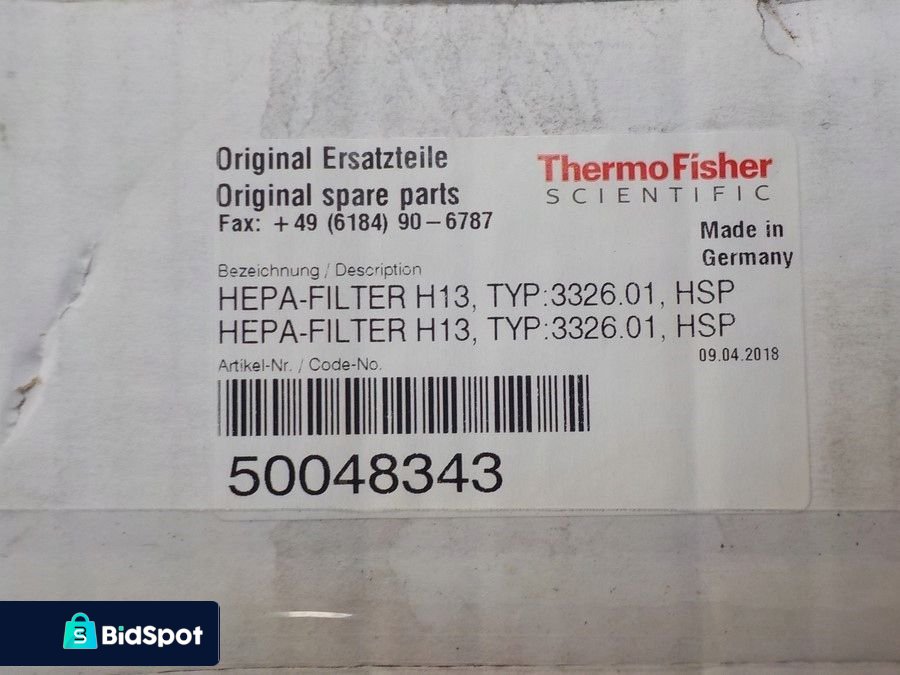 Original Ersatzteile
Original spare parts
Fax: +49 (6184) 90-6787
ThermoFisher
SCIENTIFIC
Made in
Germany
Bezeichnung / Description
HEPA-FILTER H13, TYP:3326.01, HSP
HEPA-FILTER H13, TYP:3326.01, HSP
09.04.2018
Artikel-Nr. / Code-No.
50048343
BidSpot